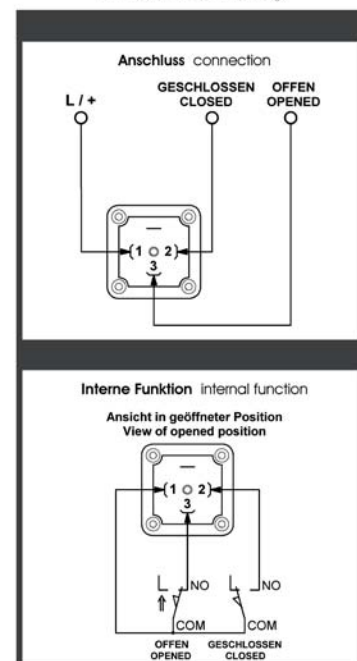 Anschluss connection
L / +
GESCHLOSSEN
CLOSED
OFFEN
OPENED
1 2
3
Interne Funktion internal function
Ansicht in geöffneter Position
View of opened position
1 2
3
NO NO
COM COM
OFFEN
OPENED
GESCHLOSSEN
CLOSED